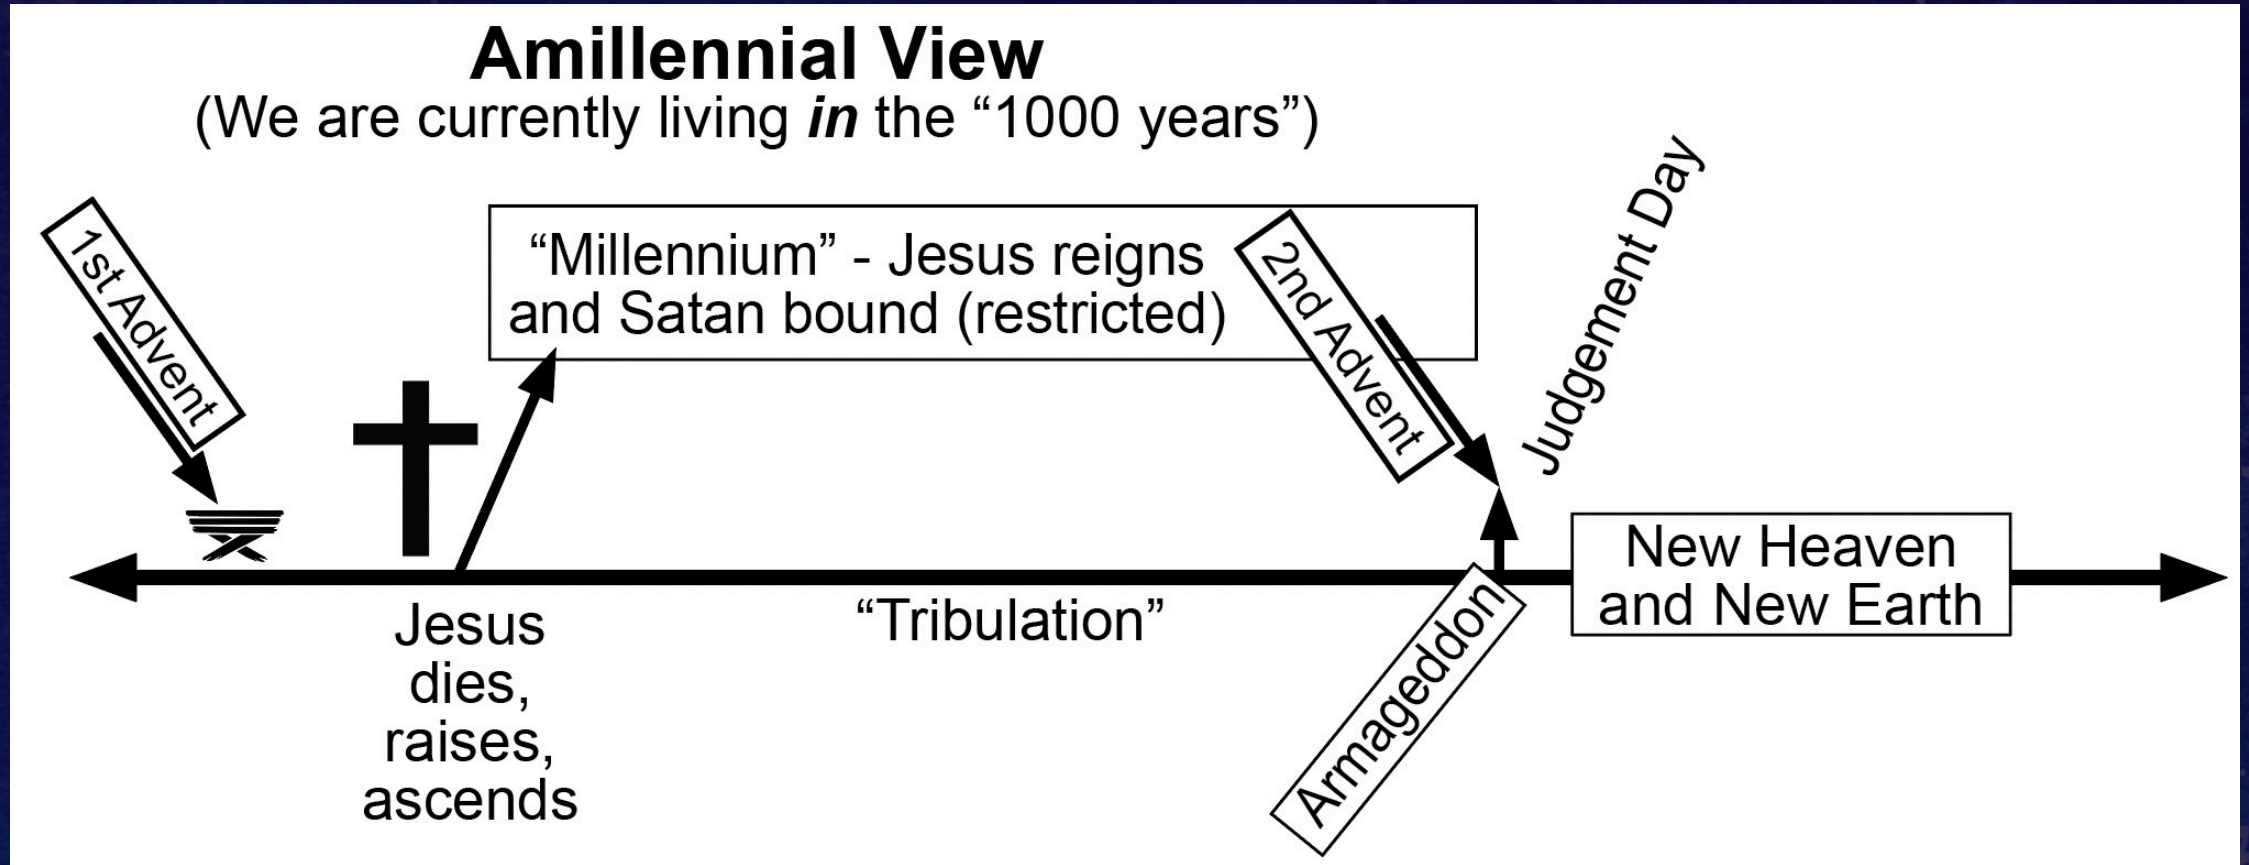 Amillennial View
(We are currently living in the “1000 years”)
1st Advent
“Millennium” - Jesus reigns
and Satan bound (restricted)
2nd Advent
Judgement Day
Jesus
dies,
raises,
ascends
“Tribulation”
Armageddon
New Heaven
and New Earth